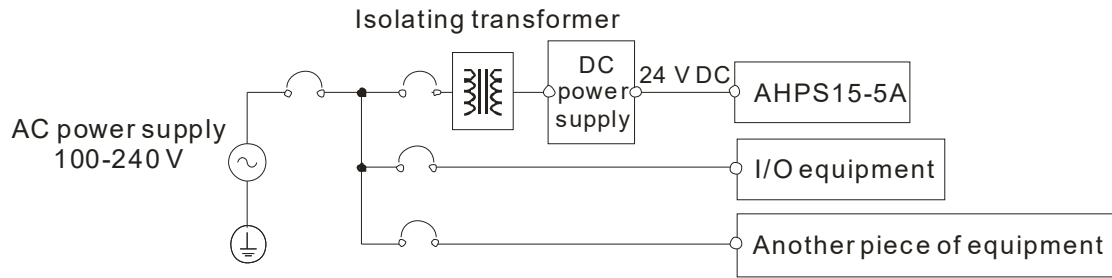 Isolating transformer
DC
power
supply
24 V DC
AHPS15-5A
AC power supply
100-240 V
I/O equipment
Another piece of equipment